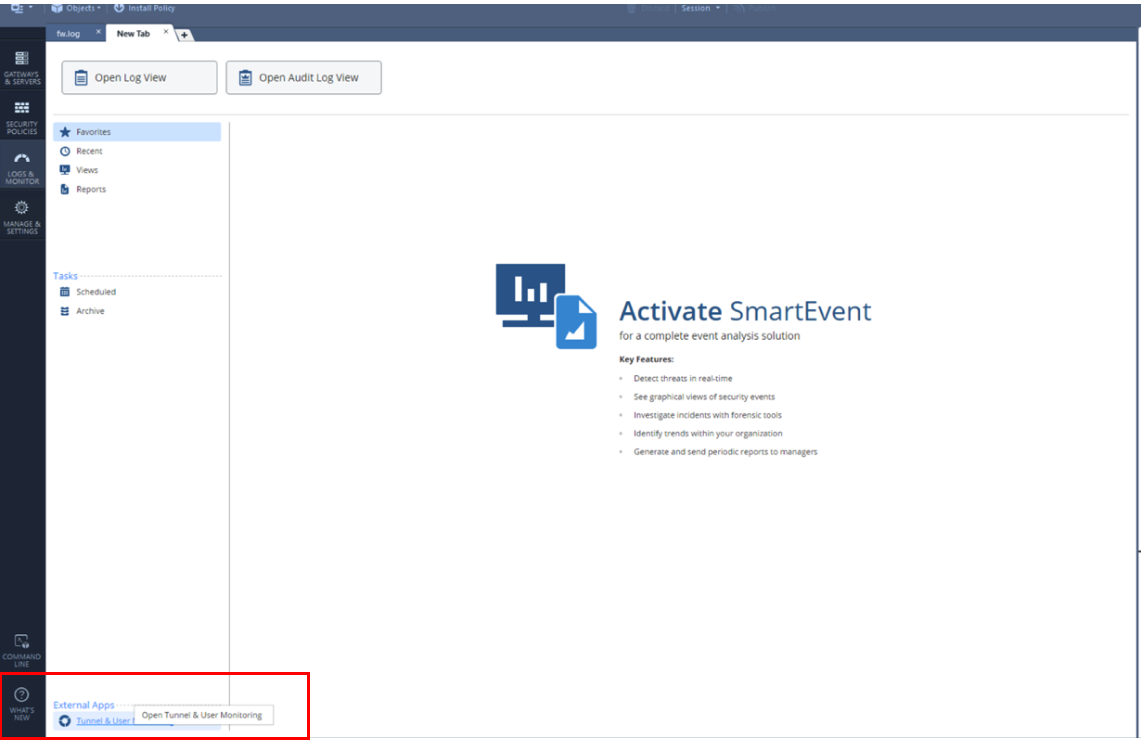 Objects
Install Policy
Discard
Session
Publish
fw.log
New Tab
GATEWAYS
& SERVERS
SECURITY
POLICIES
LOGS &
MONITOR
MANAGE &
SETTINGS
COMMAND
LINE
WHAT'S
NEW
Open Log View
Open Audit Log View
Favorites
Recent
Views
Reports
Tasks
Scheduled
Archive
Activate SmartEvent
for a complete event analysis solution
Key Features:
Detect threats in real-time
See graphical views of security events
Investigate incidents with forensic tools
Identify trends within your organization
Generate and send periodic reports to managers
External Apps
Tunnel & User
Open Tunnel & User Monitoring